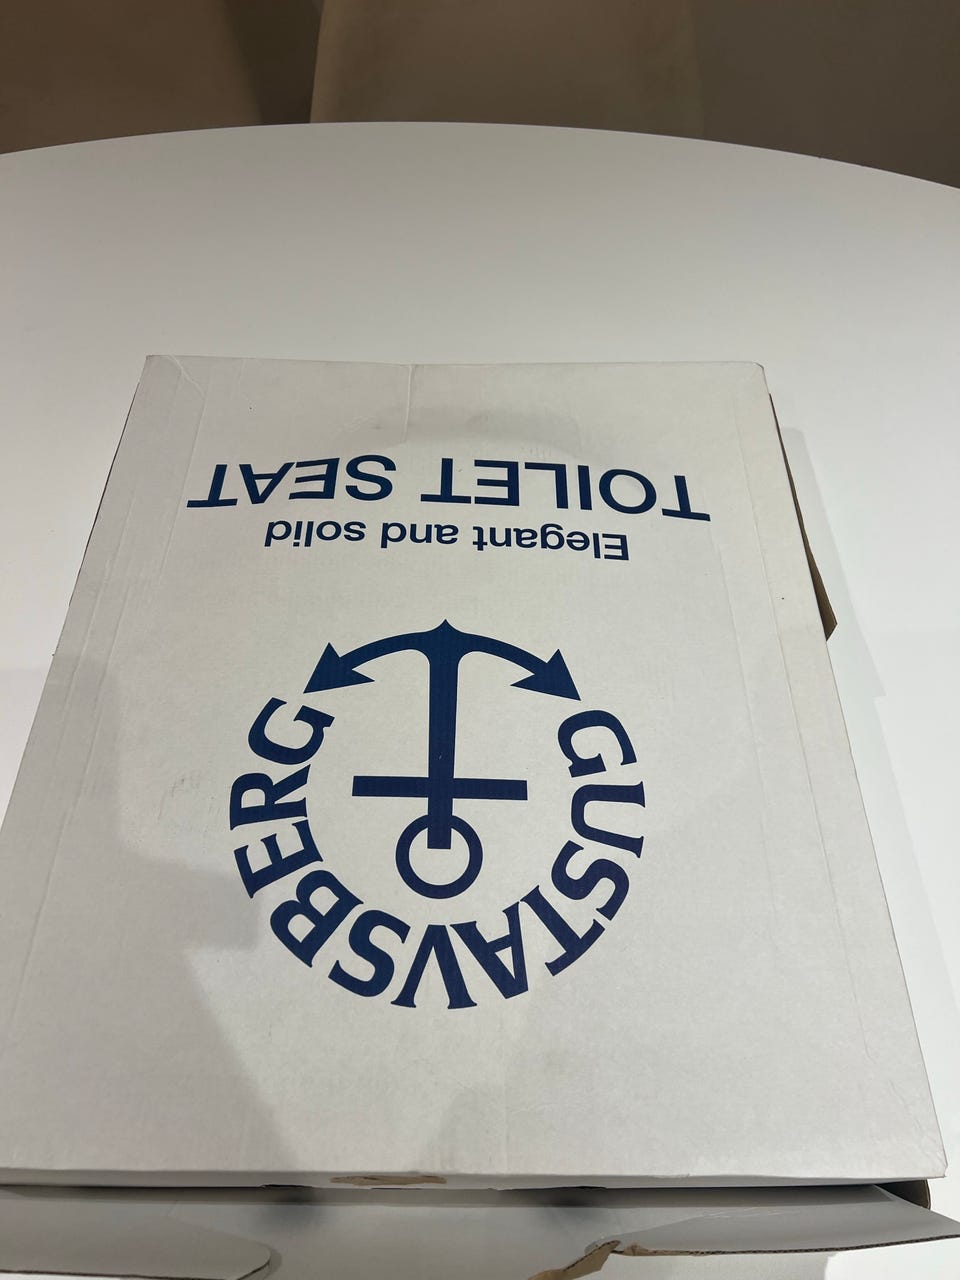 GUSTAVSBERG
Elegant and solid
TOILET SEAT